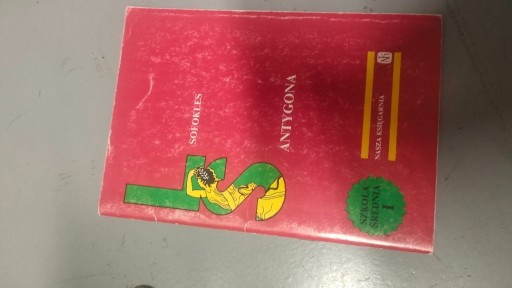 SOFOKLES
ANTYGONA
NASZA KSIĘGARNIA
SZKOŁA
ŚREDNIA
I